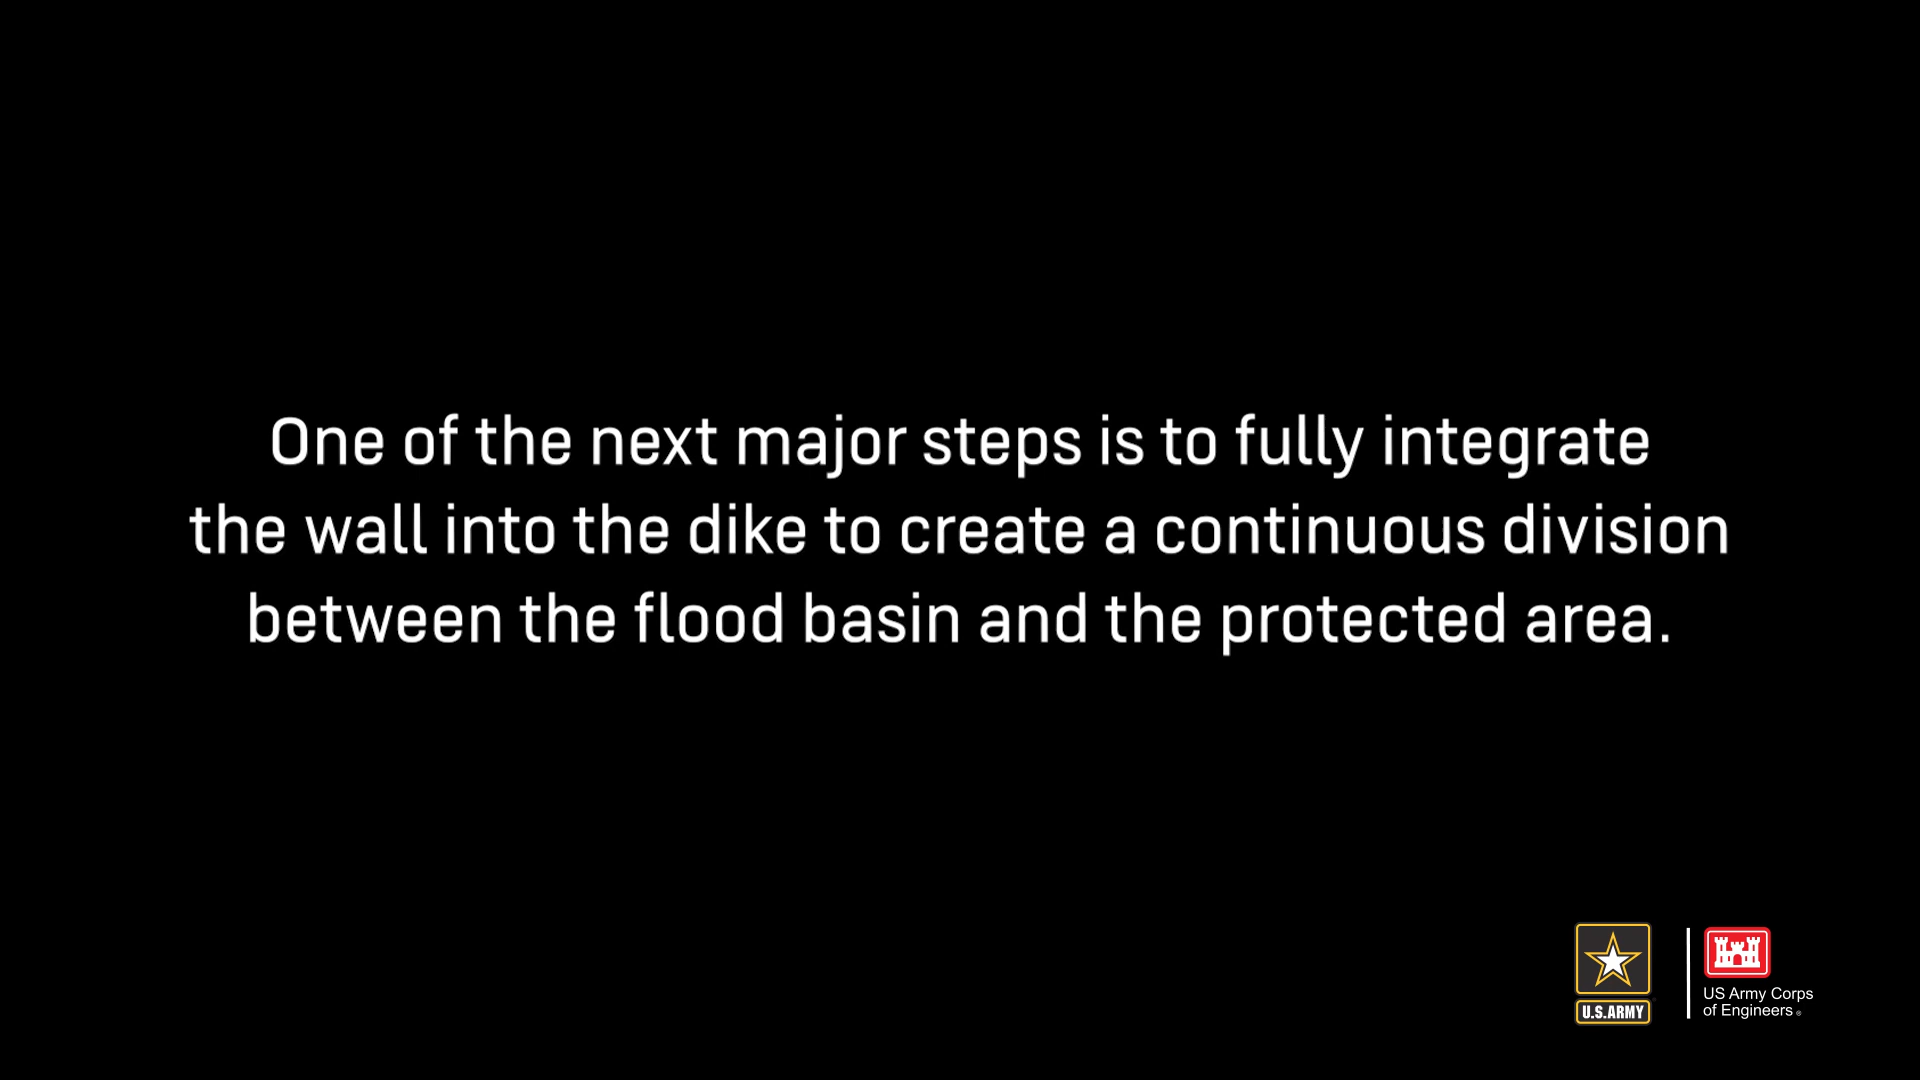 One of the next major steps is to fully integrate
the wall into the dike to create a continuous division
between the flood basin and the protected area.
U.S.ARMY
US Army Corps
of Engineers ®